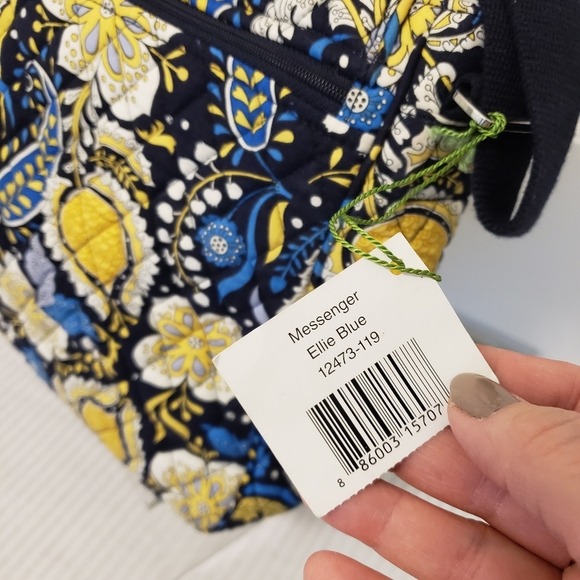 Messenger
Ellie Blue
12473-119
8 86003 15707